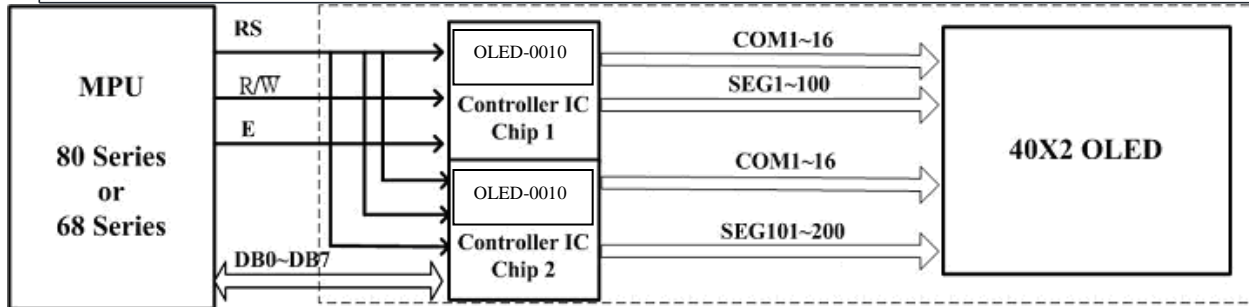 MPU
80 Series
or
68 Series
RS
R/W
E
DB0~DB7
OLED-0010
Controller IC
Chip 1
OLED-0010
Controller IC
Chip 2
COM1~16
SEG1~100
COM1~16
SEG101~200
40X2 OLED